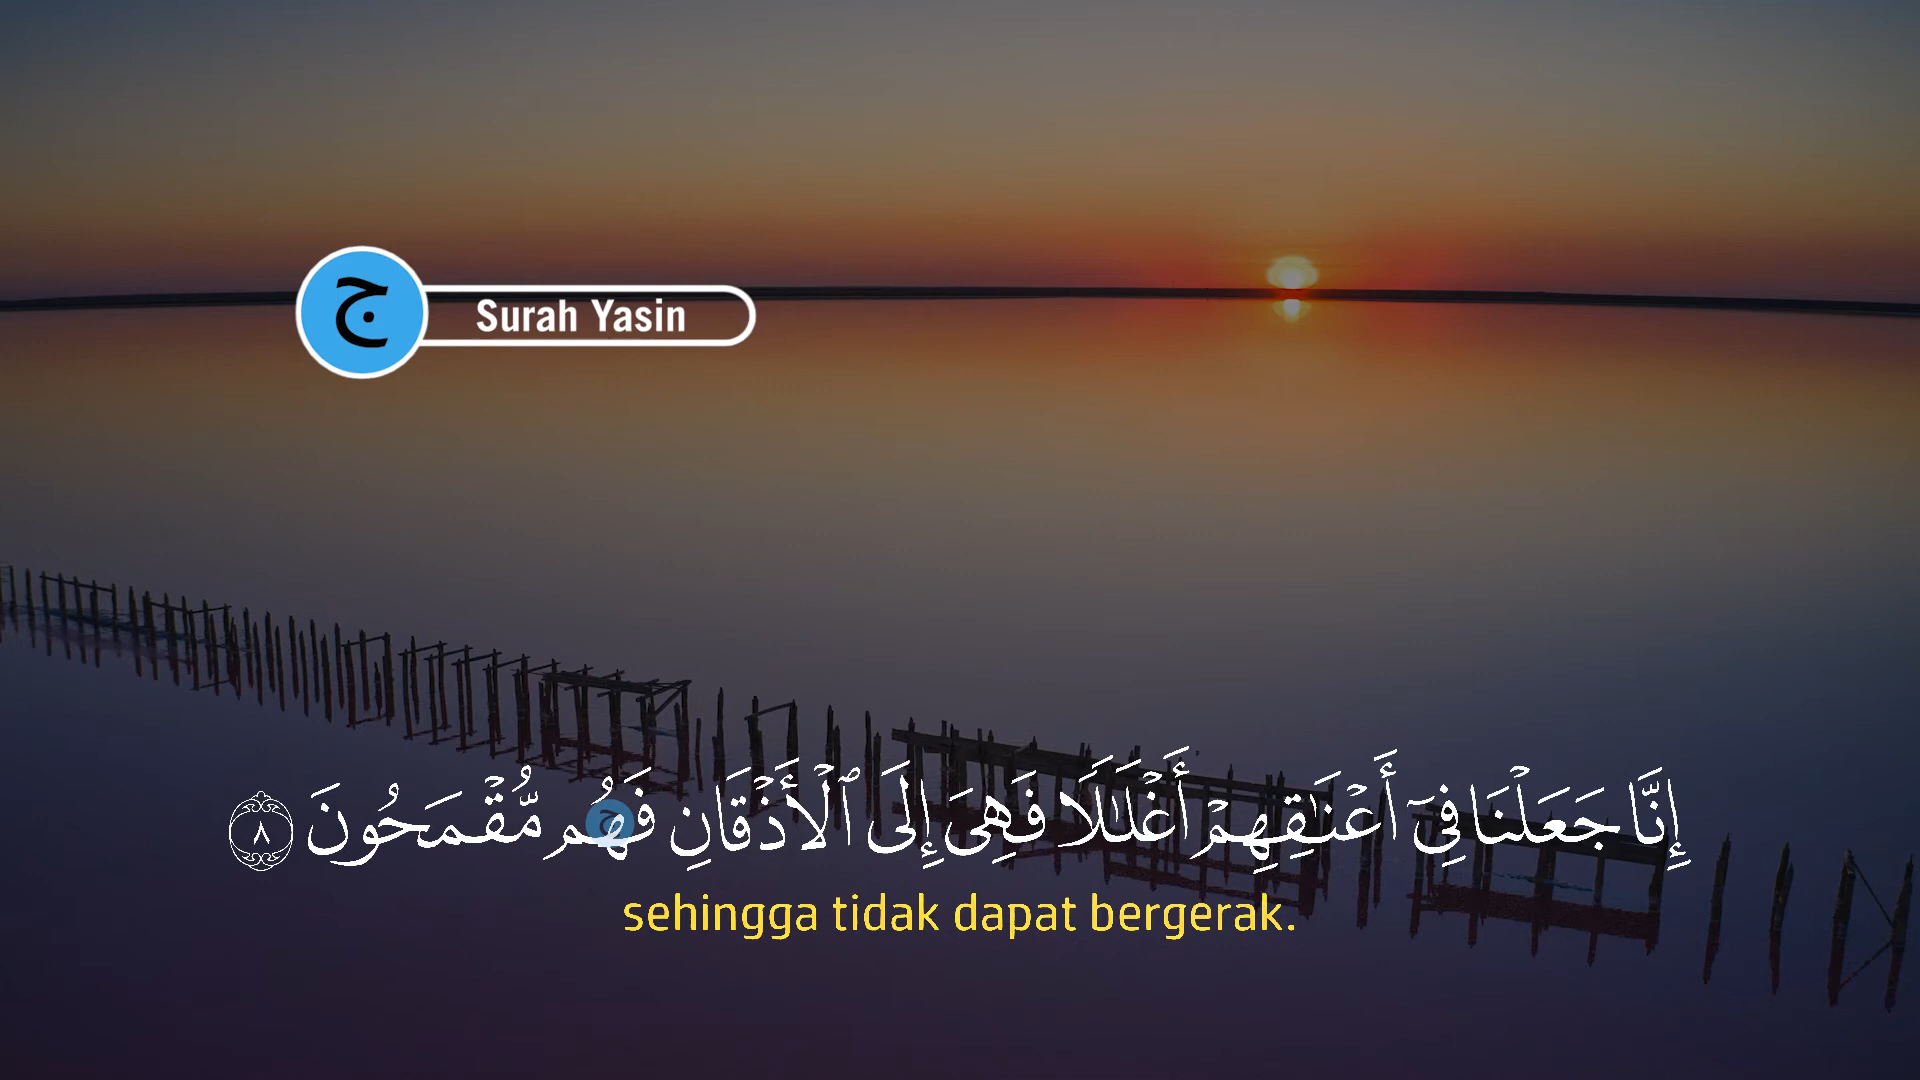 ج
Surah Yasin
إِنَّا جَعَلْنَا فِىٓ أَعْنَـٰقِهِمْ أَغْلَـٰلًا فَهِىَ إِلَى ٱلْأَذْقَانِ فَهُم مُّقْمَحُونَ ٨
ج
sehingga tidak dapat bergerak.